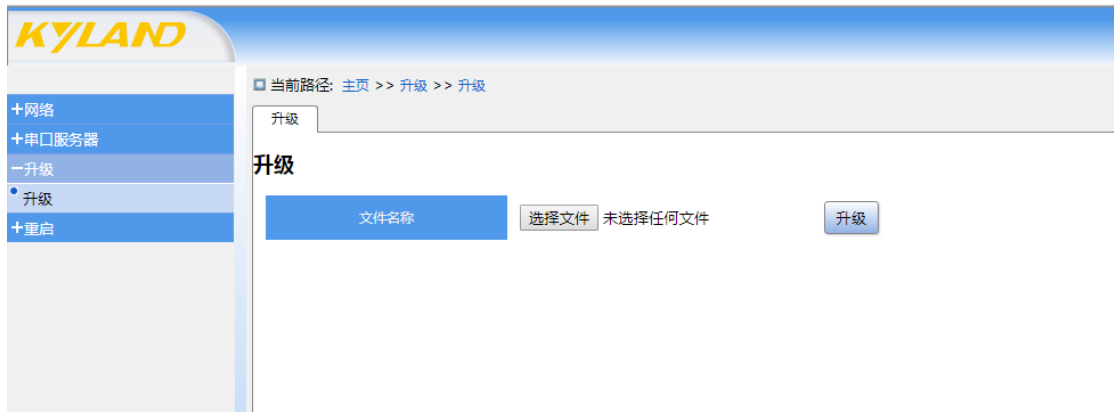 KYLAND
当前路径: 主页 >> 升级 >> 升级
+网络
+串口服务器
-升级
升级
+重启
升级
升级
文件名称 选择文件 未选择任何文件 升级